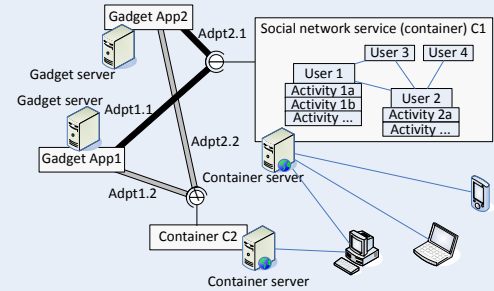 Gadget App2
Adpt2.1
Social network service (container) C1
User 3
User 4
User 1
Activity 1a
Activity 1b
Activity ...
User 2
Activity 2a
Activity ...
Gadget server
Gadget server
Adpt1.1
Adpt2.2
Gadget App1
Adpt1.2
Container server
Container C2
Container server